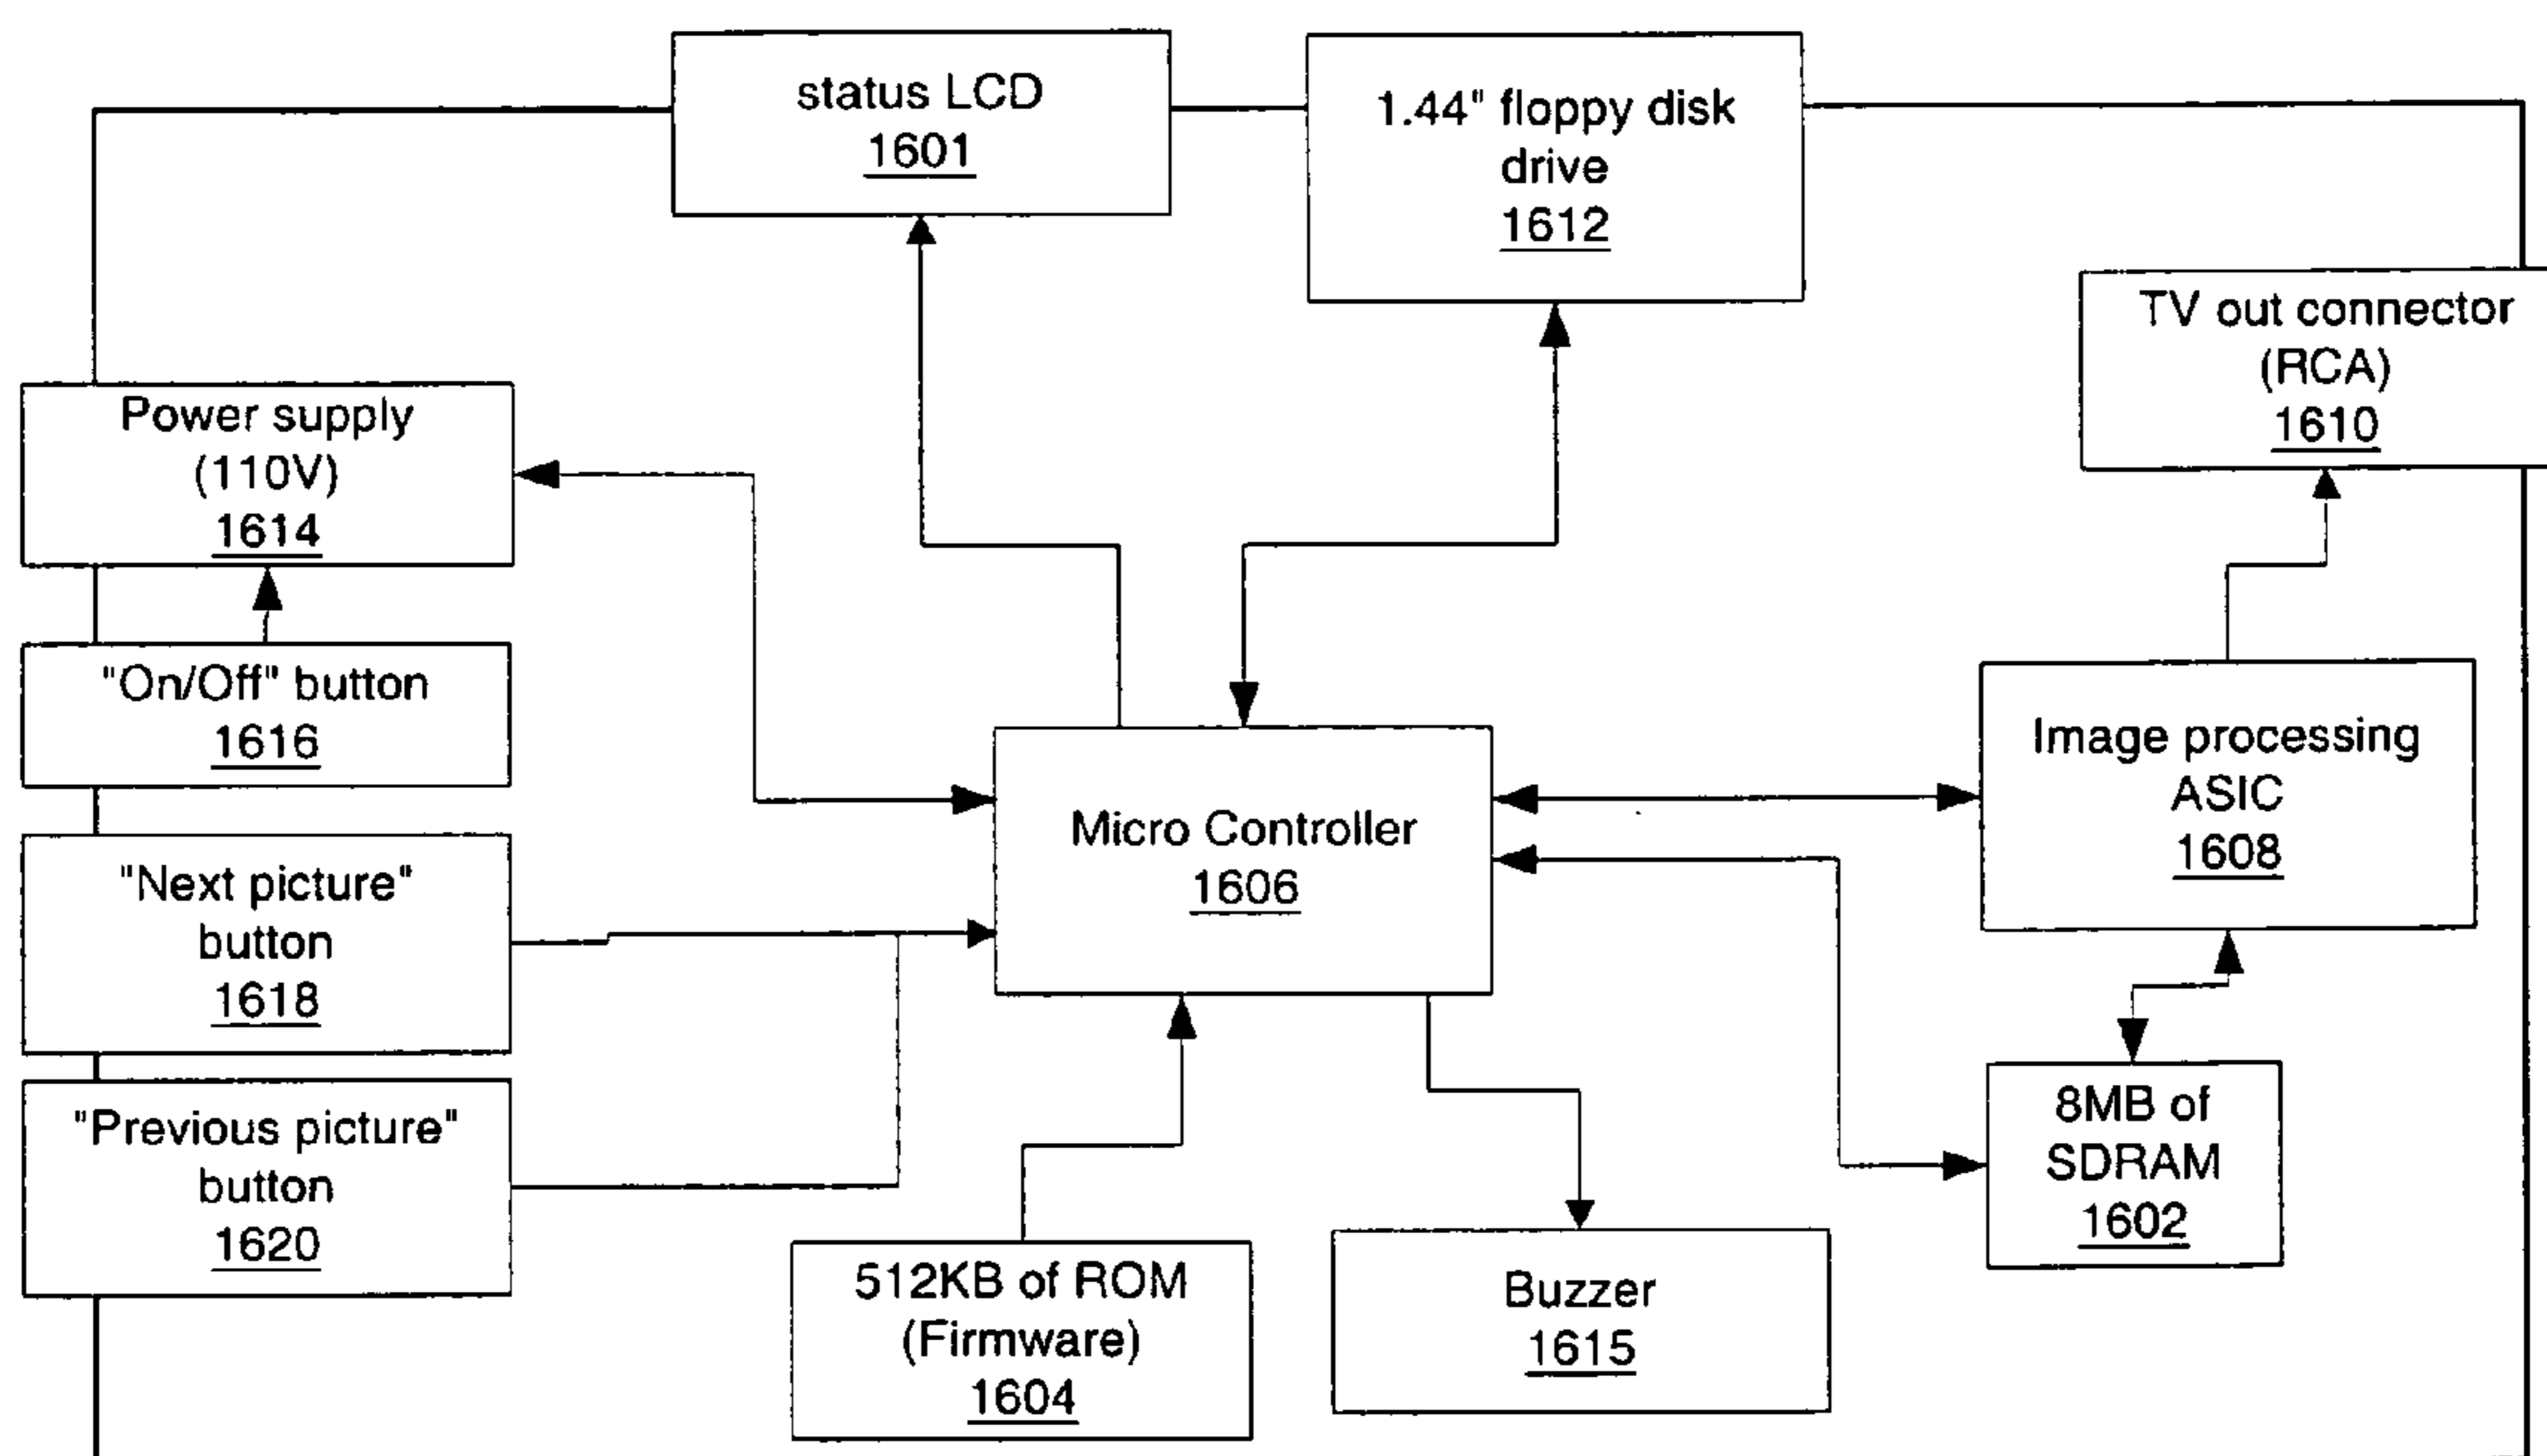 status LCD
1601
1.44" floppy disk
drive
1612
TV out connector
(RCA)
1610
Power supply
(110V)
1614
"On/Off" button
1616
Image processing
ASIC
1608
Micro Controller
1606
"Next picture"
button
1618
"Previous picture"
button
1620
8MB of
SDRAM
1602
512KB of ROM
(Firmware)
1604
Buzzer
1615